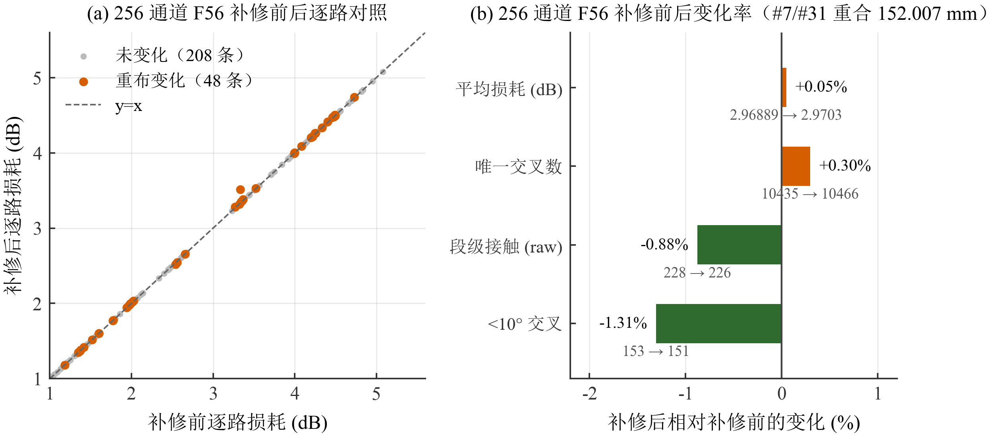 (a) 256 通道 F56 补修前后逐路对照
未变化（208 条）
重布变化（48 条）
y=x
补修后逐路损耗 (dB)
5
4
3
2
1
1 2 3 4 5
补修前逐路损耗 (dB)
(b) 256 通道 F56 补修前后变化率（#7/#31 重合 152.007 mm）
平均损耗 (dB)
+0.05%
2.96889 → 2.9703
唯一交叉数
+0.30%
10435 → 10466
段级接触 (raw)
-0.88%
228 → 226
<10° 交叉
-1.31%
153 → 151
-2 -1 0 1
补修后相对补修前的变化 (%)